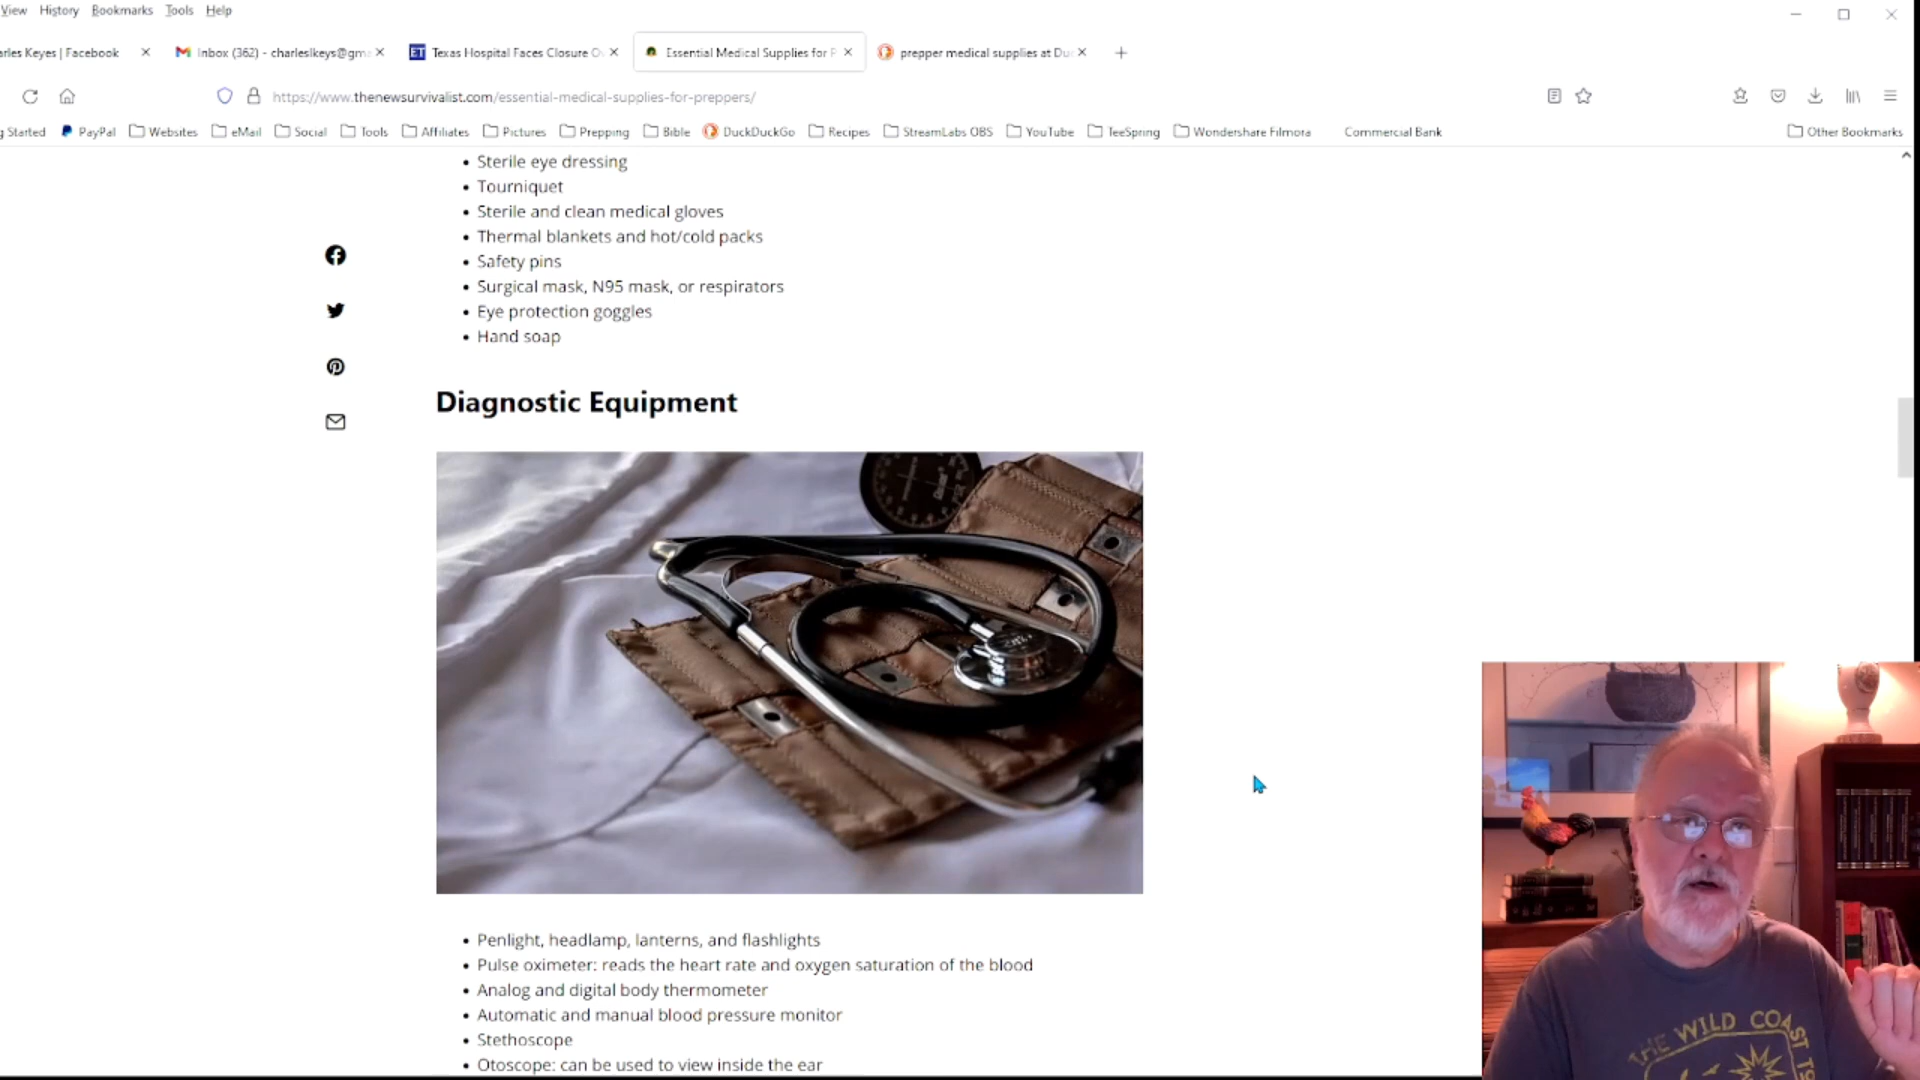 View History Bookmarks Tools Help
rles Keyes | Facebook
Inbox (362) - charleslkeys@gm
Texas Hospital Faces Closure O
Essential Medical Supplies for P
prepper medical supplies at Du
https://www.thenewsurvivalist.com/essential-medical-supplies-for-preppers/
g Started PayPal Websites eMail Social Tools Affiliates Pictures Prepping Bible DuckDuckGo Recipes StreamLabs OBS YouTube TeeSpring Wondershare Filmora Commercial Bank Other Bookmarks
• Sterile eye dressing
• Tourniquet
• Sterile and clean medical gloves
• Thermal blankets and hot/cold packs
• Safety pins
• Surgical mask, N95 mask, or respirators
• Eye protection goggles
• Hand soap
Diagnostic Equipment
• Penlight, headlamp, lanterns, and flashlights
• Pulse oximeter: reads the heart rate and oxygen saturation of the blood
• Analog and digital body thermometer
• Automatic and manual blood pressure monitor
• Stethoscope
• Otoscope: can be used to view inside the ear
THE WILD COAST